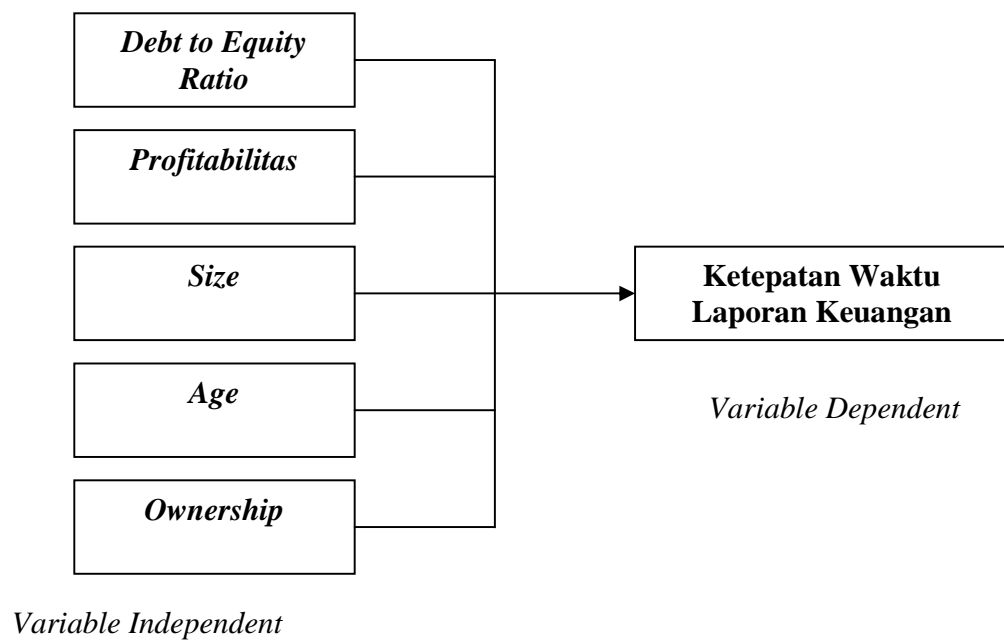 Debt to Equity
Ratio
Profitabilitas
Size
Age
Ownership
Variable Independent
Ketepatan Waktu
Laporan Keuangan
Variable Dependent